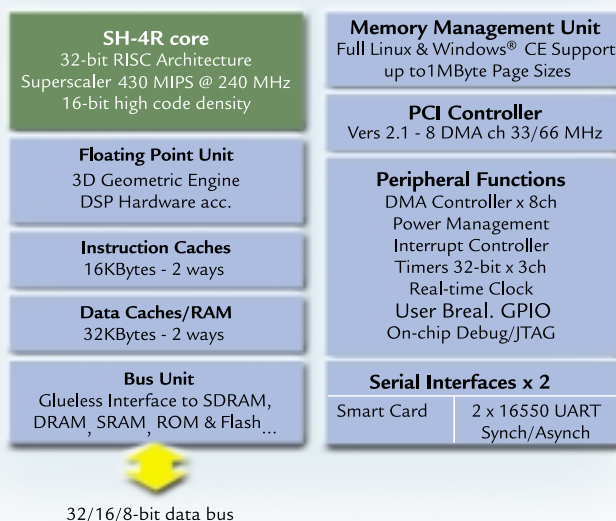 SH-4R core
32-bit RISC Architecture
Superscaler 430 MIPS @ 240 MHz
16-bit high code density
Floating Point Unit
3D Geometric Engine
DSP Hardware acc.
Instruction Caches
16KBytes - 2 ways
Data Caches/RAM
32KBytes - 2 ways
Bus Unit
Glueless Interface to SDRAM,
DRAM, SRAM, ROM & Flash...
32/16/8-bit data bus
Memory Management Unit
Full Linux & Windows® CE Support
up to1MByte Page Sizes
PCI Controller
Vers 2.1 - 8 DMA ch 33/66 MHz
Peripheral Functions
DMA Controller x 8ch
Power Management
Interrupt Controller
Timers 32-bit x 3ch
Real-time Clock
User Breal. GPIO
On-chip Debug/JTAG
Serial Interfaces x 2
Smart Card
2 x 16550 UART
Synch/Asynch